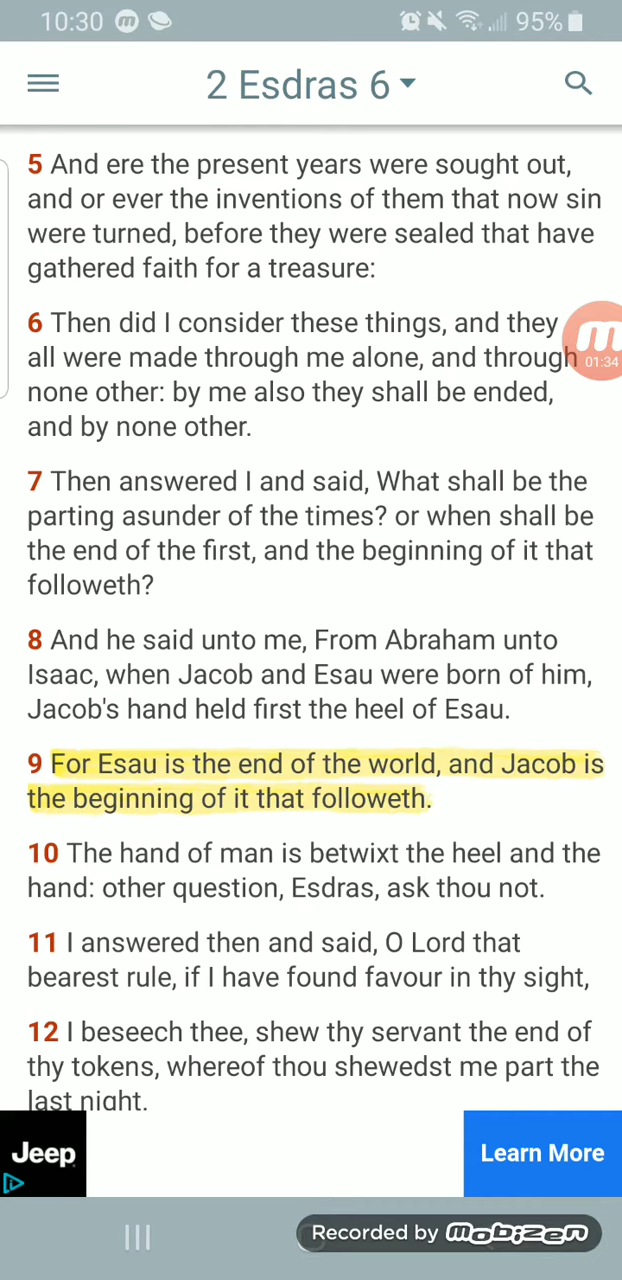 10:30 m 95%
2 Esdras 6
5 And ere the present years were sought out,
and or ever the inventions of them that now sin
were turned, before they were sealed that have
gathered faith for a treasure:
6 Then did I consider these things, and they
all were made through me alone, and through
none other: by me also they shall be ended,
and by none other.
m
01:34
7 Then answered I and said, What shall be the
parting asunder of the times? or when shall be
the end of the first, and the beginning of it that
followeth?
8 And he said unto me, From Abraham unto
Isaac, when Jacob and Esau were born of him,
Jacob's hand held first the heel of Esau.
9 For Esau is the end of the world, and Jacob is
the beginning of it that followeth.
10 The hand of man is betwixt the heel and the
hand: other question, Esdras, ask thou not.
11 I answered then and said, O Lord that
bearest rule, if I have found favour in thy sight,
12 I beseech thee, shew thy servant the end of
thy tokens, whereof thou shewedst me part the
last night.
Jeep
Learn More
Recorded by mobizen